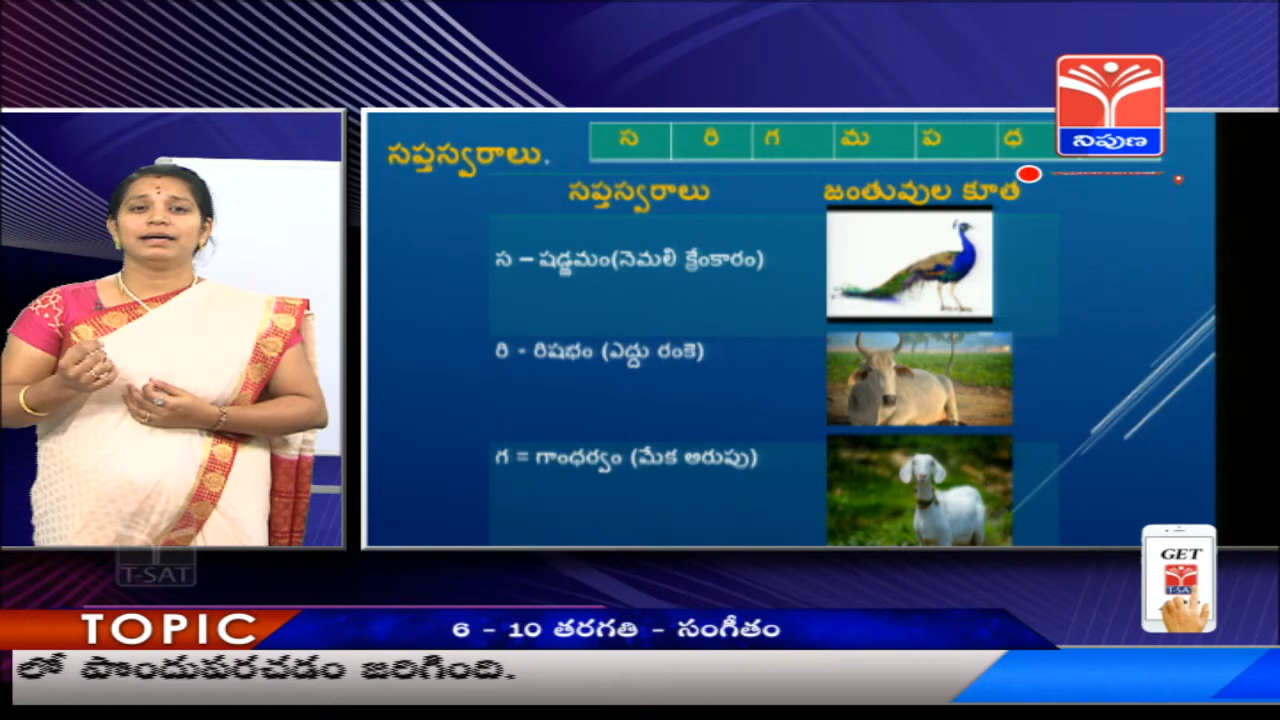 సప్తస్వరాలు.
స రి గ మ ప ధ
నిపుణ
సప్తస్వరాలు జంతువుల కూత
స – షడ్జమం(నెమలి క్రేంకారం)
రి - రిషభం (ఎద్దు రంకె)
గ = గాంధర్వం (మేక అరుపు)
T-SAT
GET
T-SAT
TOPIC
6 - 10 తరగతి - సంగీతం
లో పొందుపరచడం జరిగింది.